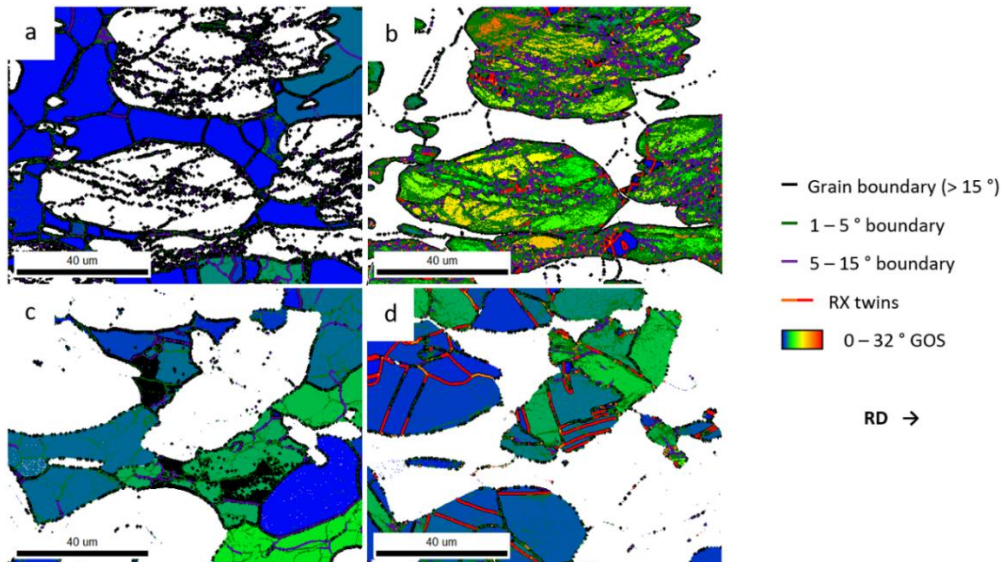 a
b
40 um
40 um
c
d
40 um
40 um
Grain boundary (> 15 °)
1 – 5 ° boundary
5 – 15 ° boundary
RX twins
0 – 32 ° GOS
RD →